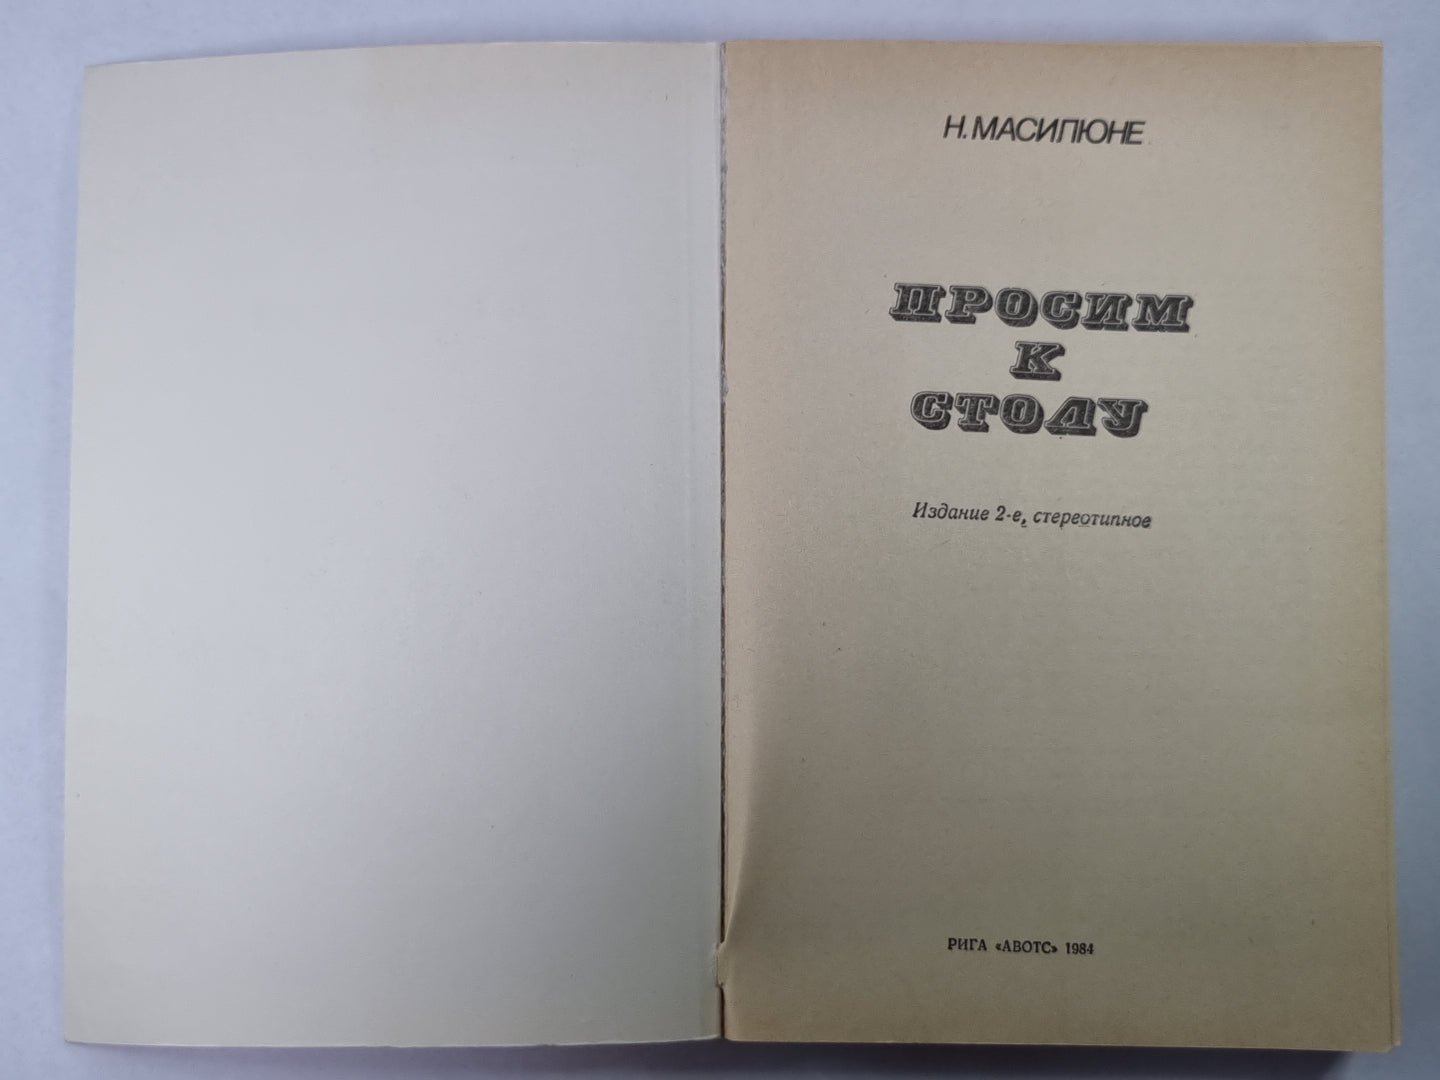 Н. МАСИЛЮНЕ
ПРОСИМ
К
СТОЛУ
Издание 2-е, стереотипное
РИГА «АВОТС» 1984